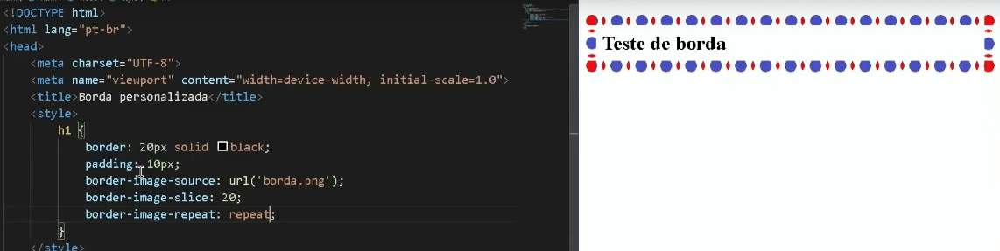 <!DOCTYPE html>
<html lang="pt-br">
<head>
    <meta charset="UTF-8">
    <meta name="viewport" content="width=device-width, initial-scale=1.0">
    <title>Borda personalizada</title>
    <style>
        h1 {
            border: 20px solid black;
            padding: 10px;
            border-image-source: url('borda.png');
            border-image-slice: 20;
            border-image-repeat: repeat;
        }
    </style>
Teste de borda